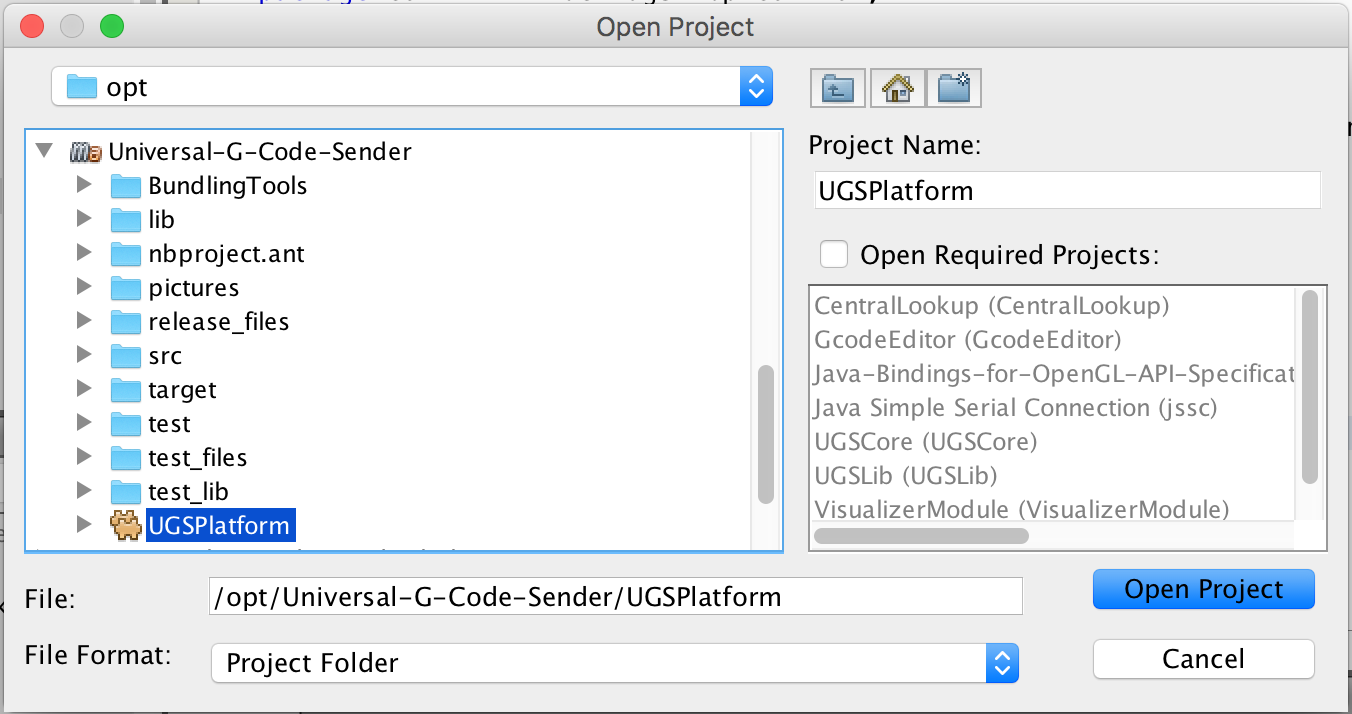 Open Project
opt
Universal-G-Code-Sender
BundlingTools
lib
nbproject.ant
pictures
release_files
src
target
test
test_files
test_lib
UGSPlatform
Project Name:
UGSPlatform
Open Required Projects:
CentralLookup (CentralLookup)
GcodeEditor (GcodeEditor)
Java-Bindings-for-OpenGL-API-Specificat
Java Simple Serial Connection (jssc)
UGSCore (UGSCore)
UGSLib (UGSLib)
VisualizerModule (VisualizerModule)
File:
/opt/Universal-G-Code-Sender/UGSPlatform
Open Project
File Format:
Project Folder
Cancel